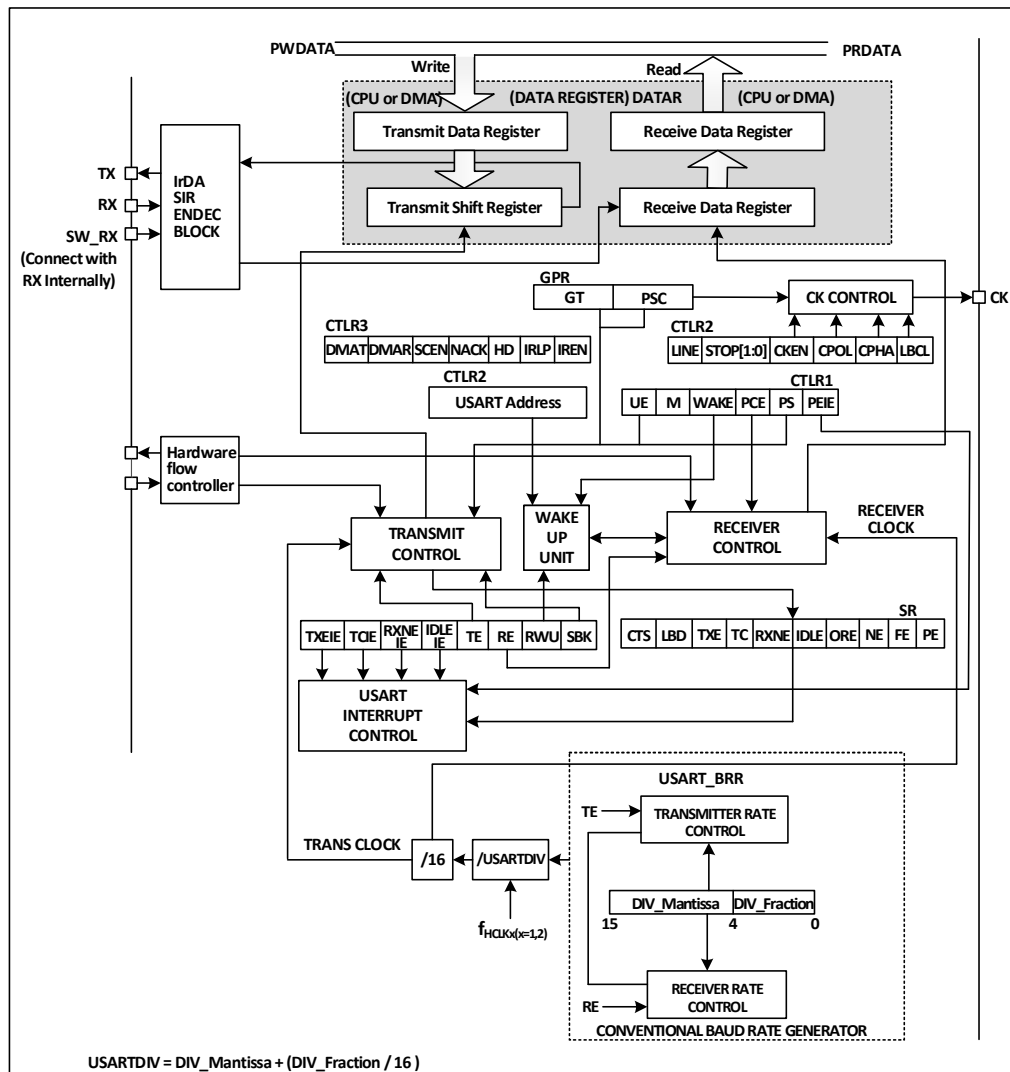 PWDATA
PRDATA
Write
Read
(CPU or DMA)
(DATA REGISTER) DATAR
(CPU or DMA)
Transmit Data Register
Receive Data Register
TX
RX
SW_RX
(Connect with
RX Internally)
IrDA
SIR
ENDEC
BLOCK
Transmit Shift Register
Receive Data Register
GPR
GT
PSC
CK CONTROL
CK
CTLR3
DMAT DMAR SCEN NACK HD IRLP IREN
CTLR2
LINE STOP[1:0] CKEN CPOL CPHA LBCL
CTLR2
USART Address
CTLR1
UE M WAKE PCE PS PEIE
Hardware
flow
controller
TRANSMIT
CONTROL
WAKE
UP
UNIT
RECEIVER
CONTROL
RECEIVER
CLOCK
TXEIE TCIE RXNE IE IDLE IE TE RE RWU SBK
SR
CTS LBD TXE TC RXNE IDLE ORE NE FE PE
USART
INTERRUPT
CONTROL
USART_BRR
TE
TRANSMITTER RATE
CONTROL
TRANS CLOCK
/16
/USARTDIV
fHCLKx(x=1,2)
DIV_Mantissa DIV_Fraction
15 4 0
RE
RECEIVER RATE
CONTROL
CONVENTIONAL BAUD RATE GENERATOR
USARTDIV = DIV_Mantissa + (DIV_Fraction / 16 )